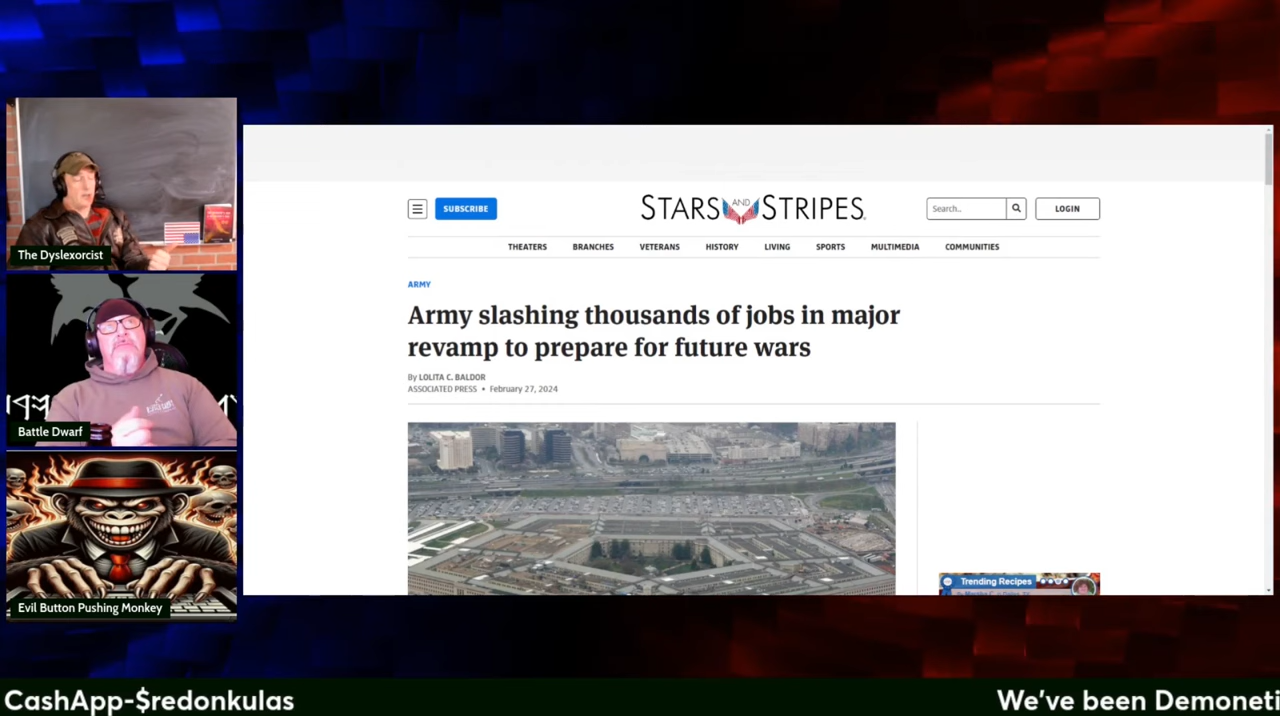 The Dyslexorcist
Battle Dwarf
Evil Button Pushing Monkey
SUBSCRIBE
STARS AND STRIPES
Search..
LOGIN
THEATERS BRANCHES VETERANS HISTORY LIVING SPORTS MULTIMEDIA COMMUNITIES
ARMY
Army slashing thousands of jobs in major
revamp to prepare for future wars
By LOLITA C. BALDOR
ASSOCIATED PRESS • February 27, 2024
Trending Recipes
CashApp-$redonkulas
We've been Demoneti